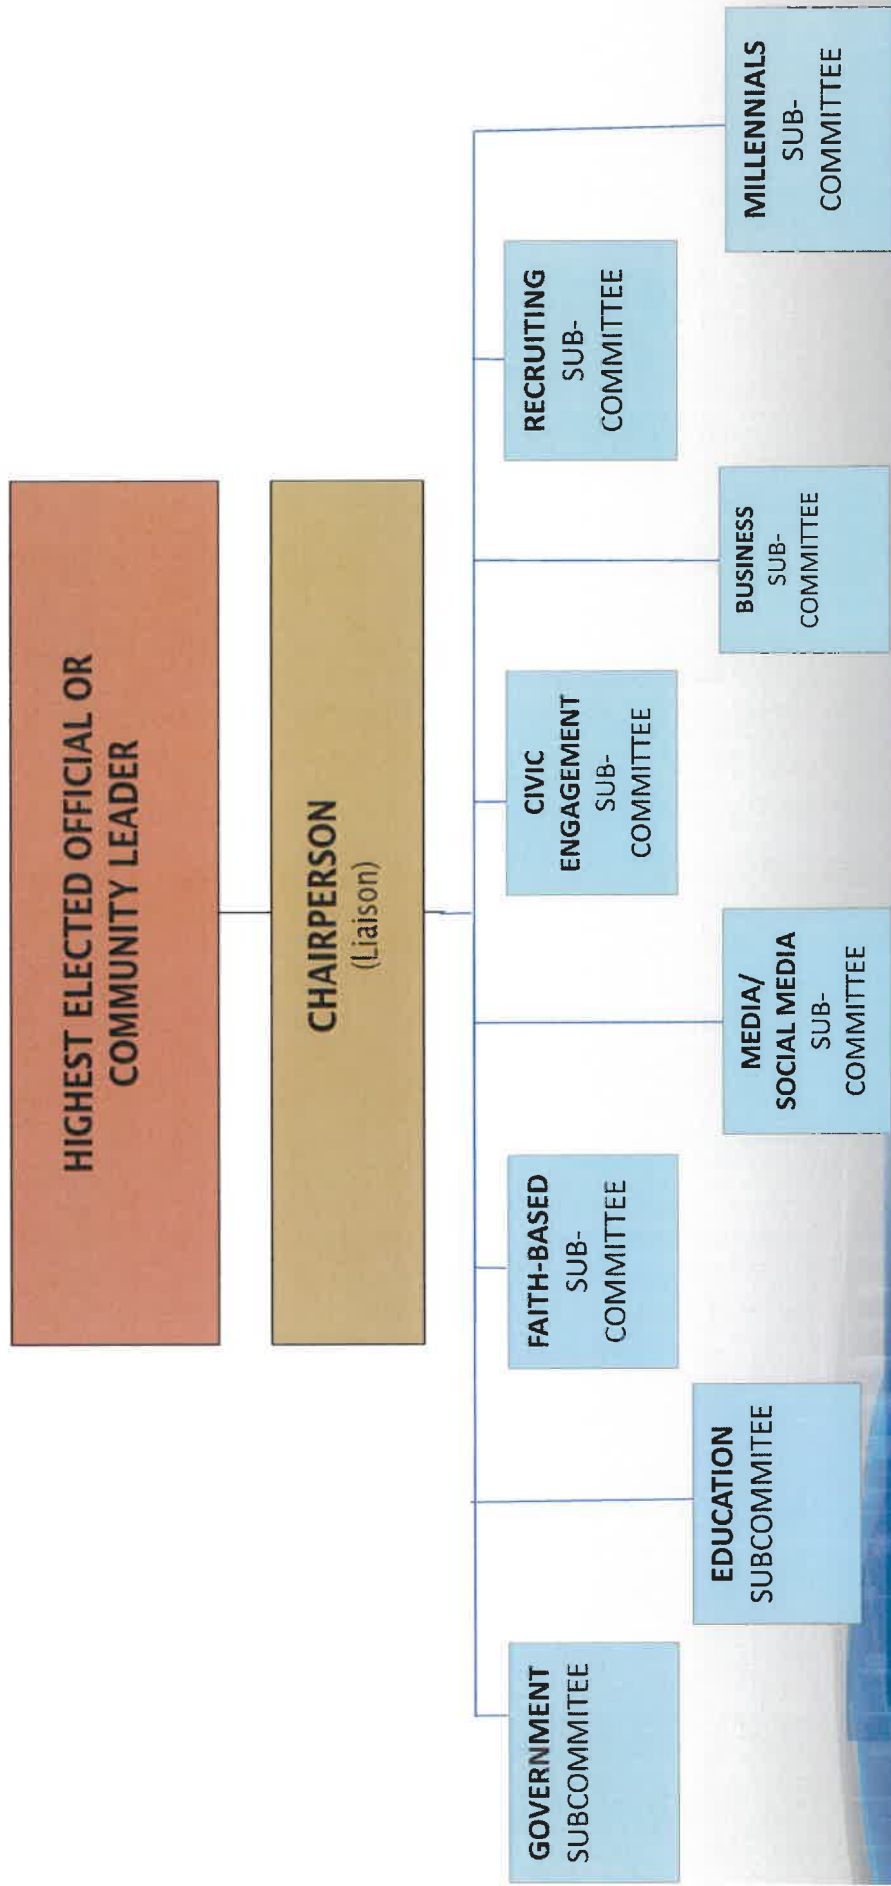 HIGHEST ELECTED OFFICIAL OR
COMMUNITY LEADER
CHAIRPERSON
(Liaison)
GOVERNMENT
SUBCOMMITEE
EDUCATION
SUBCOMMITEE
FAITH-BASED
SUB-
COMMITTEE
MEDIA/
SOCIAL MEDIA
SUB-
COMMITTEE
CIVIC
ENGAGEMENT
SUB-
COMMITTEE
BUSINESS
SUB-
COMMITTEE
RECRUITING
SUB-
COMMITTEE
MILLENNIALS
SUB-
COMMITTEE